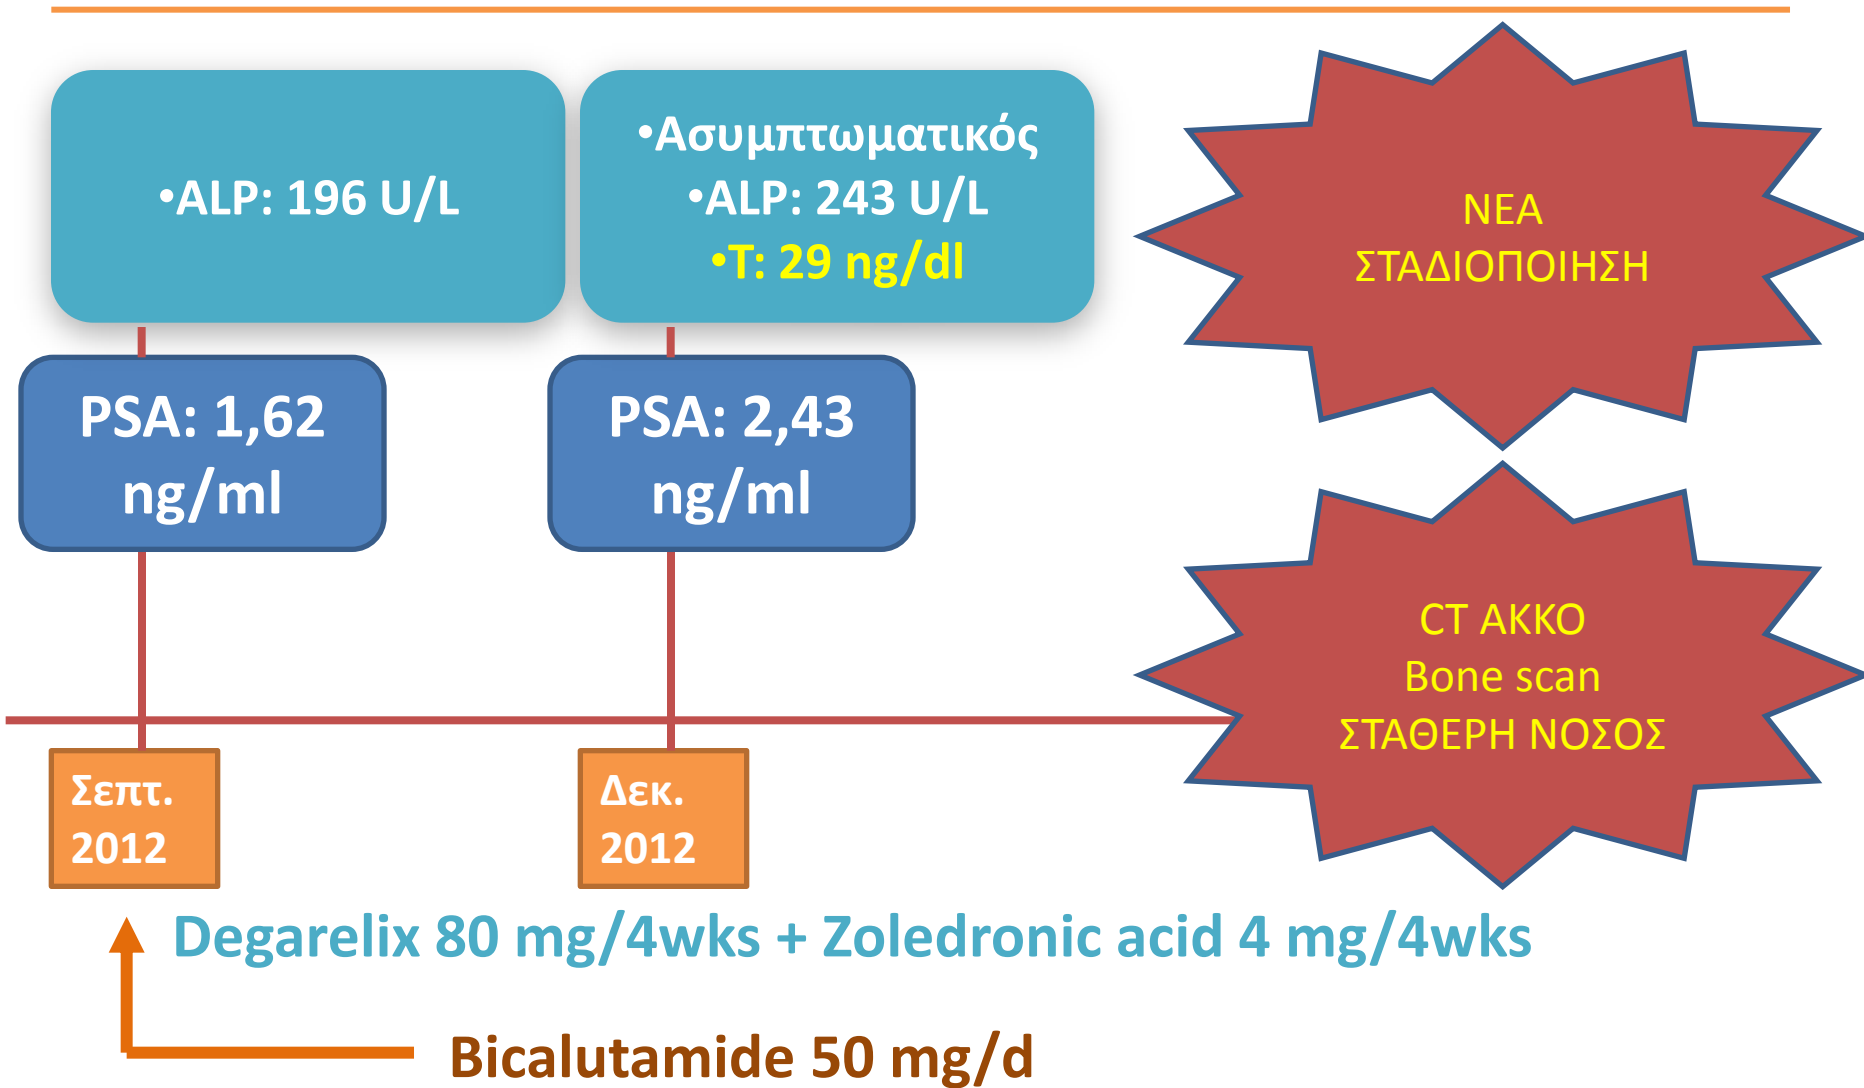 •ALP: 196 U/L
•Ασυμπτωματικός
•ALP: 243 U/L
•T: 29 ng/dl
ΝΕΑ
ΣΤΑΔΙΟΠΟΙΗΣΗ
PSA: 1,62
ng/ml
PSA: 2,43
ng/ml
CT ΑΚΚΟ
Bone scan
ΣΤΑΘΕΡΗ ΝΟΣΟΣ
Σεπτ.
2012
Δεκ.
2012
Degarelix 80 mg/4wks + Zoledronic acid 4 mg/4wks
Bicalutamide 50 mg/d